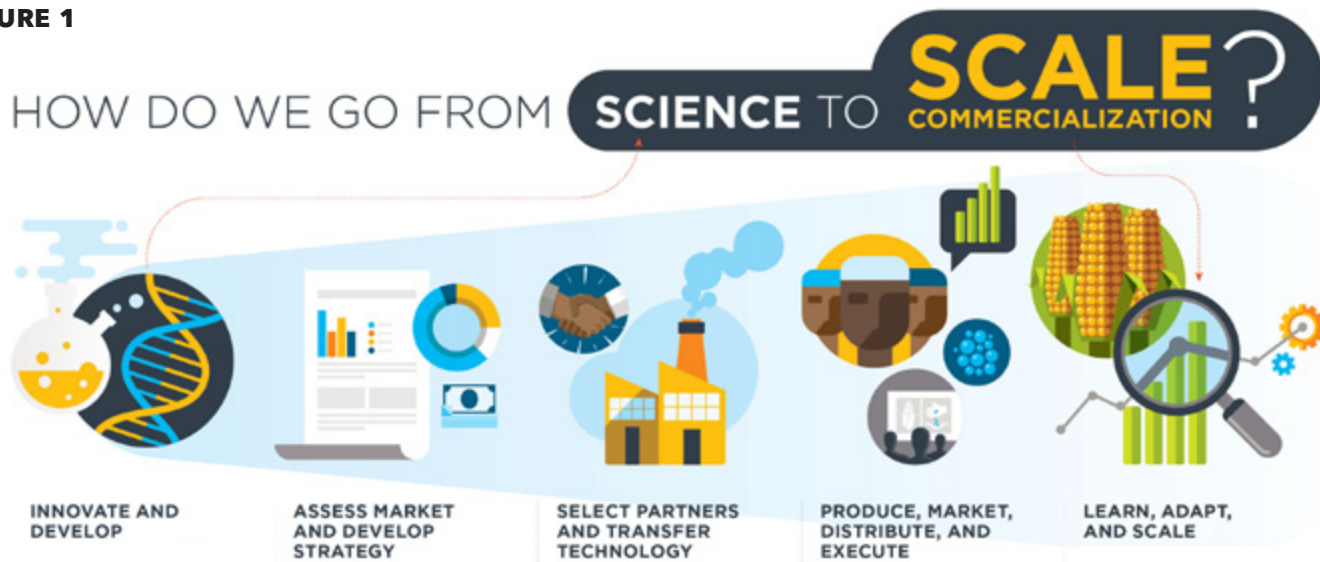 URE 1
HOW DO WE GO FROM SCIENCE TO SCALE?
COMMERCIALIZATION
INNOVATE AND
DEVELOP
ASSESS MARKET
AND DEVELOP
STRATEGY
SELECT PARTNERS
AND TRANSFER
TECHNOLOGY
PRODUCE, MARKET,
DISTRIBUTE, AND
EXECUTE
LEARN, ADAPT,
AND SCALE